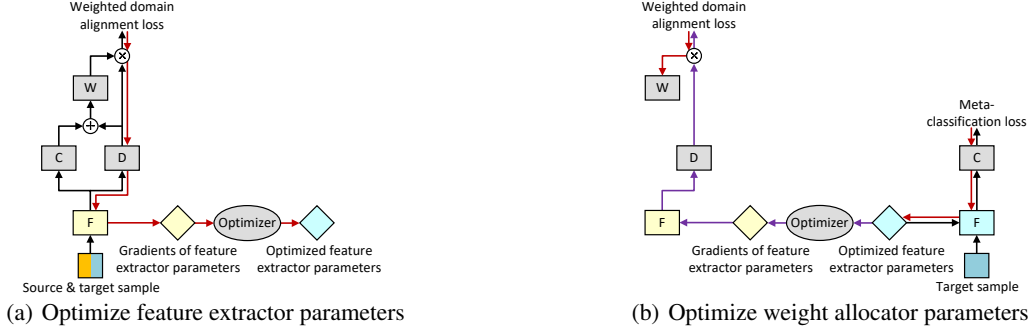 Weighted domain
alignment loss
W
C
D
F
Optimizer
Gradients of feature
extractor parameters
Optimized feature
extractor parameters
Source & target sample
(a) Optimize feature extractor parameters
Weighted domain
alignment loss
W
Meta-
classification loss
D
C
F
Optimizer
F
Gradients of feature
extractor parameters
Optimized feature
extractor parameters
Target sample
(b) Optimize weight allocator parameters